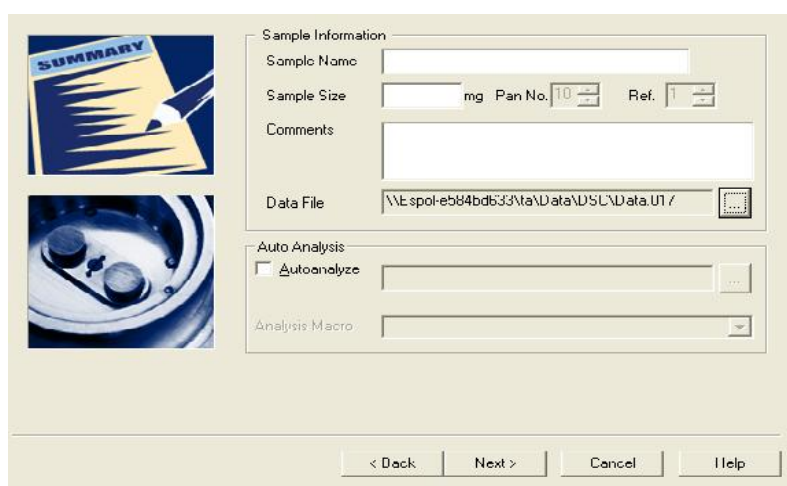 SUMMARY
Sample Information
Sample Name
Sample Size mg Pan No. 10 Ref. 1
Comments
Data File \\Espol-e584bd633\ta\Data\DSC\Data.017 ...
Auto Analysis
Autoanalyze ...
Analysis Macro
< Back Next > Cancel Help